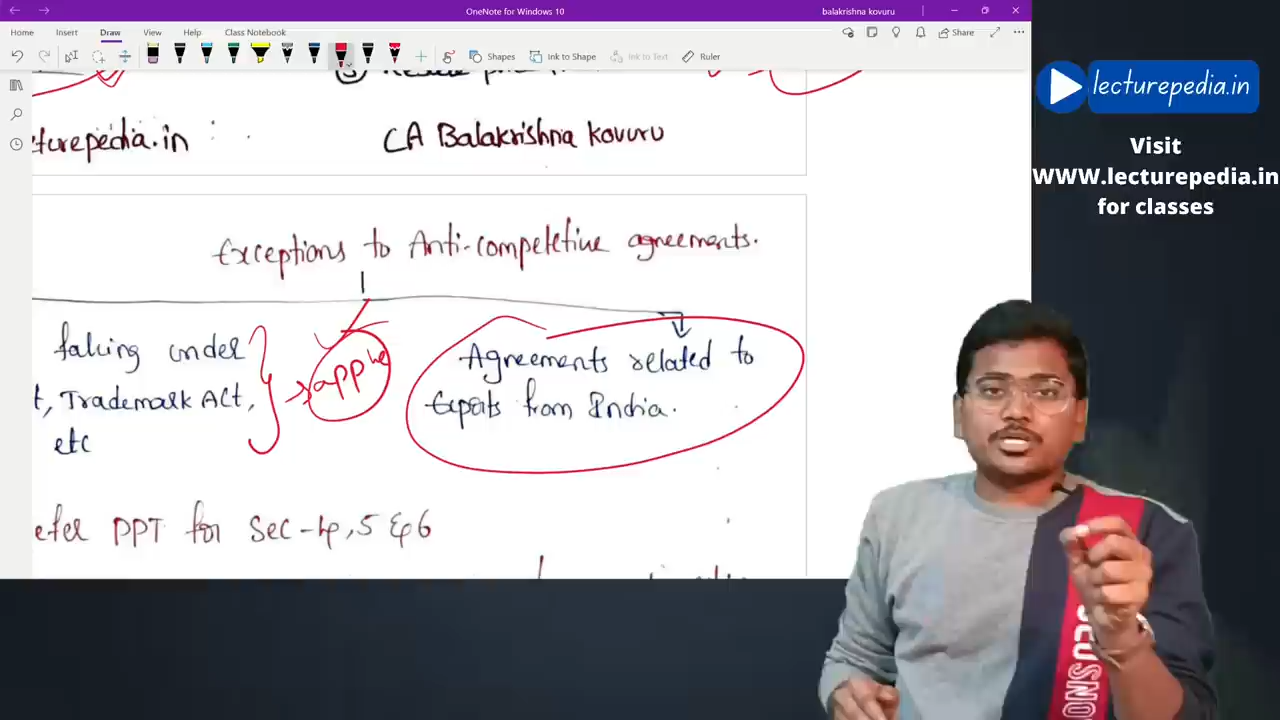 OneNote for Windows 10
balakrishna kovuru
Home Insert Draw View Help Class Notebook
Share
Shapes Ink to Shape Ink to Text Ruler
lecturepedia.in
Visit
WWW.lecturepedia.in
for classes
turepedia.in CA Balakrishna Kovuru
Exceptions to Anti-competetive agreements.
falling under
t, Trademark Act,
etc
Agreements related to
Exports from India.
efer PPT for Sec-4,5 & 6